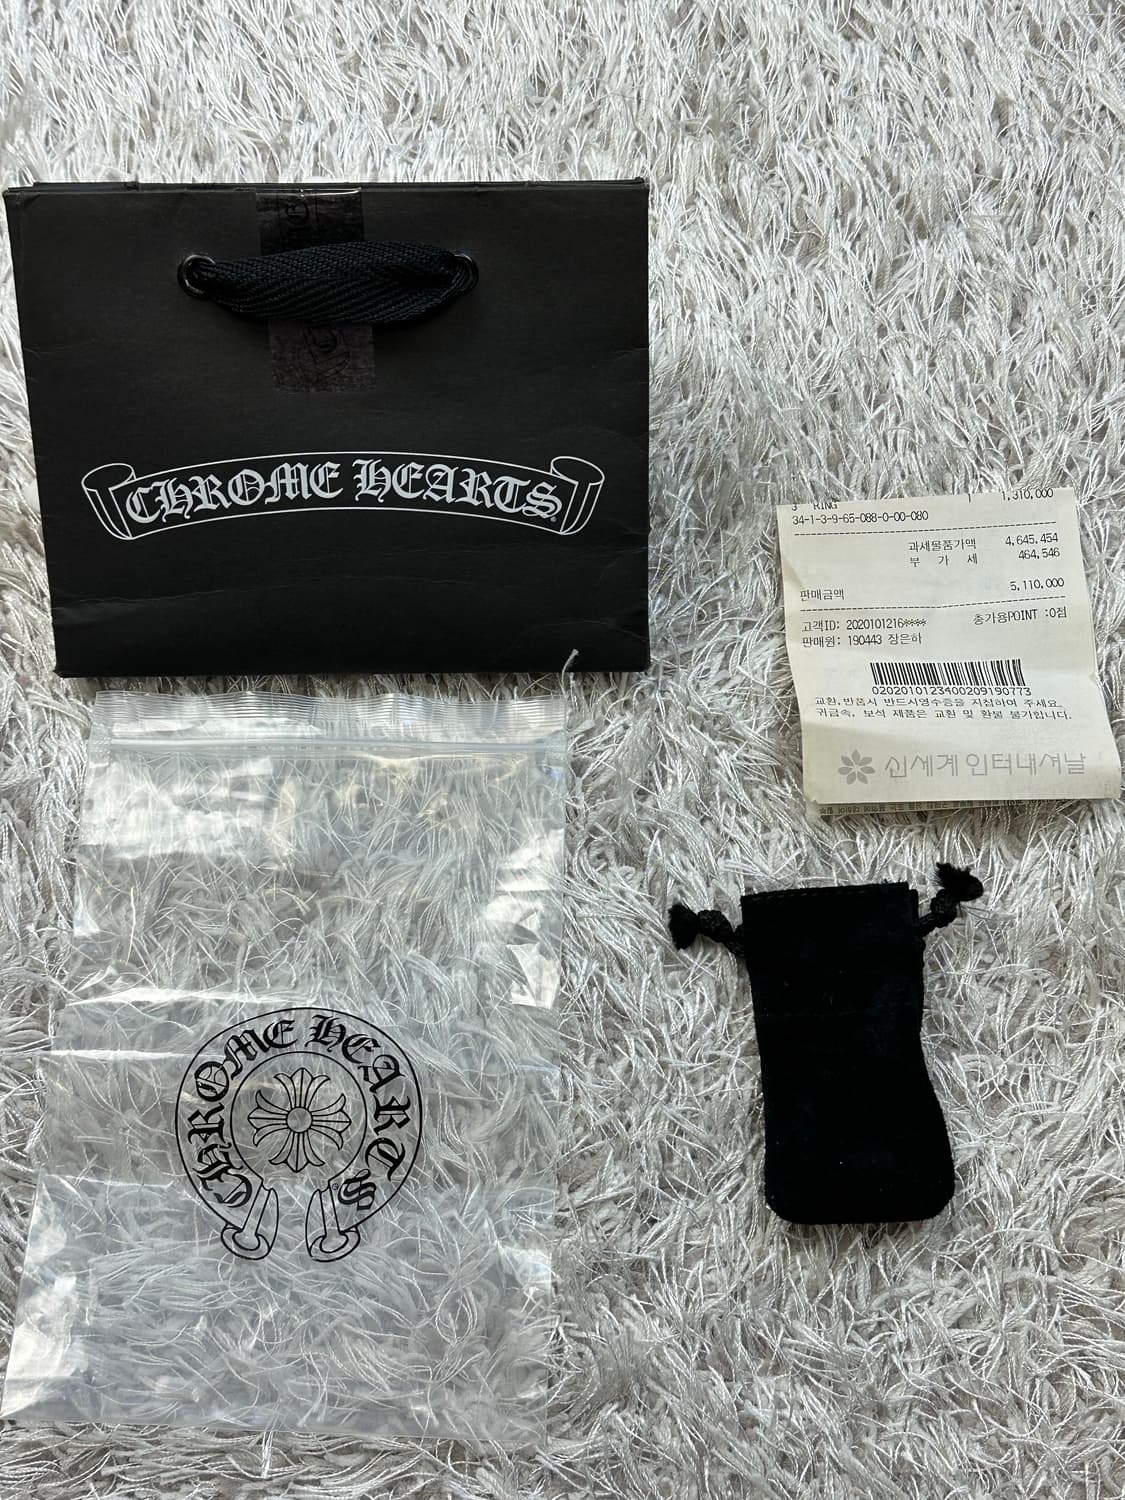 CHROME HEARTS
3 RING 1 1,310,000
34-1-3-9-65-088-0-00-080
과세물품가액 4,645,454
부 가 세 464,546
판매금액 5,110,000
고객ID: 2020101216**** 총가용POINT :0점
판매원: 190443 장은하
0202010123400209190773
교환,반품시 반드시영수증을 지참하여 주세요.
귀금속, 보석 제품은 교환 및 환불 불가합니다.
신세계인터내셔날
CHROME HEARTS